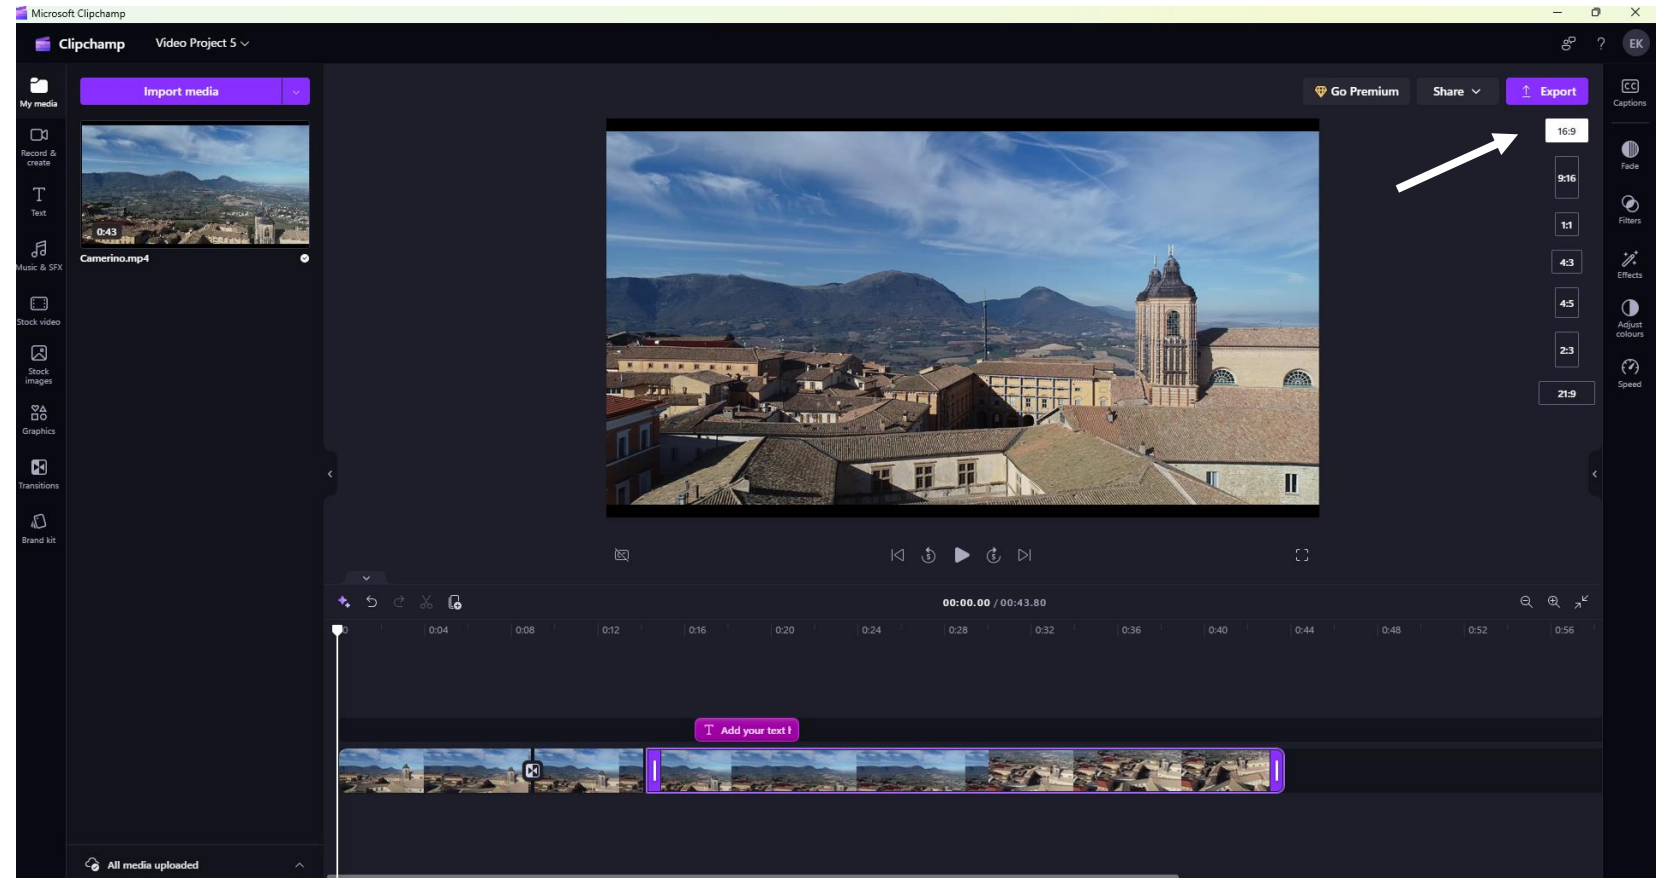 Microsoft Clipchamp
Clipchamp
Video Project 5
? EK
My media
Record &
create
Text
Music & SFX
Stock video
Stock
images
Graphics
Transitions
Brand kit
Import media
0:43
Camerino.mp4
All media uploaded
Go Premium
Share
Export
16:9
9:16
1:1
4:3
4:5
2:3
21:9
CC
Captions
Fade
Filters
Effects
Adjust
colours
Speed
5
5
00:00.00 / 00:43.80
0 0:04 0:08 0:12 0:16 0:20 0:24 0:28 0:32 0:36 0:40 0:44 0:48 0:52 0:56
T Add your text h